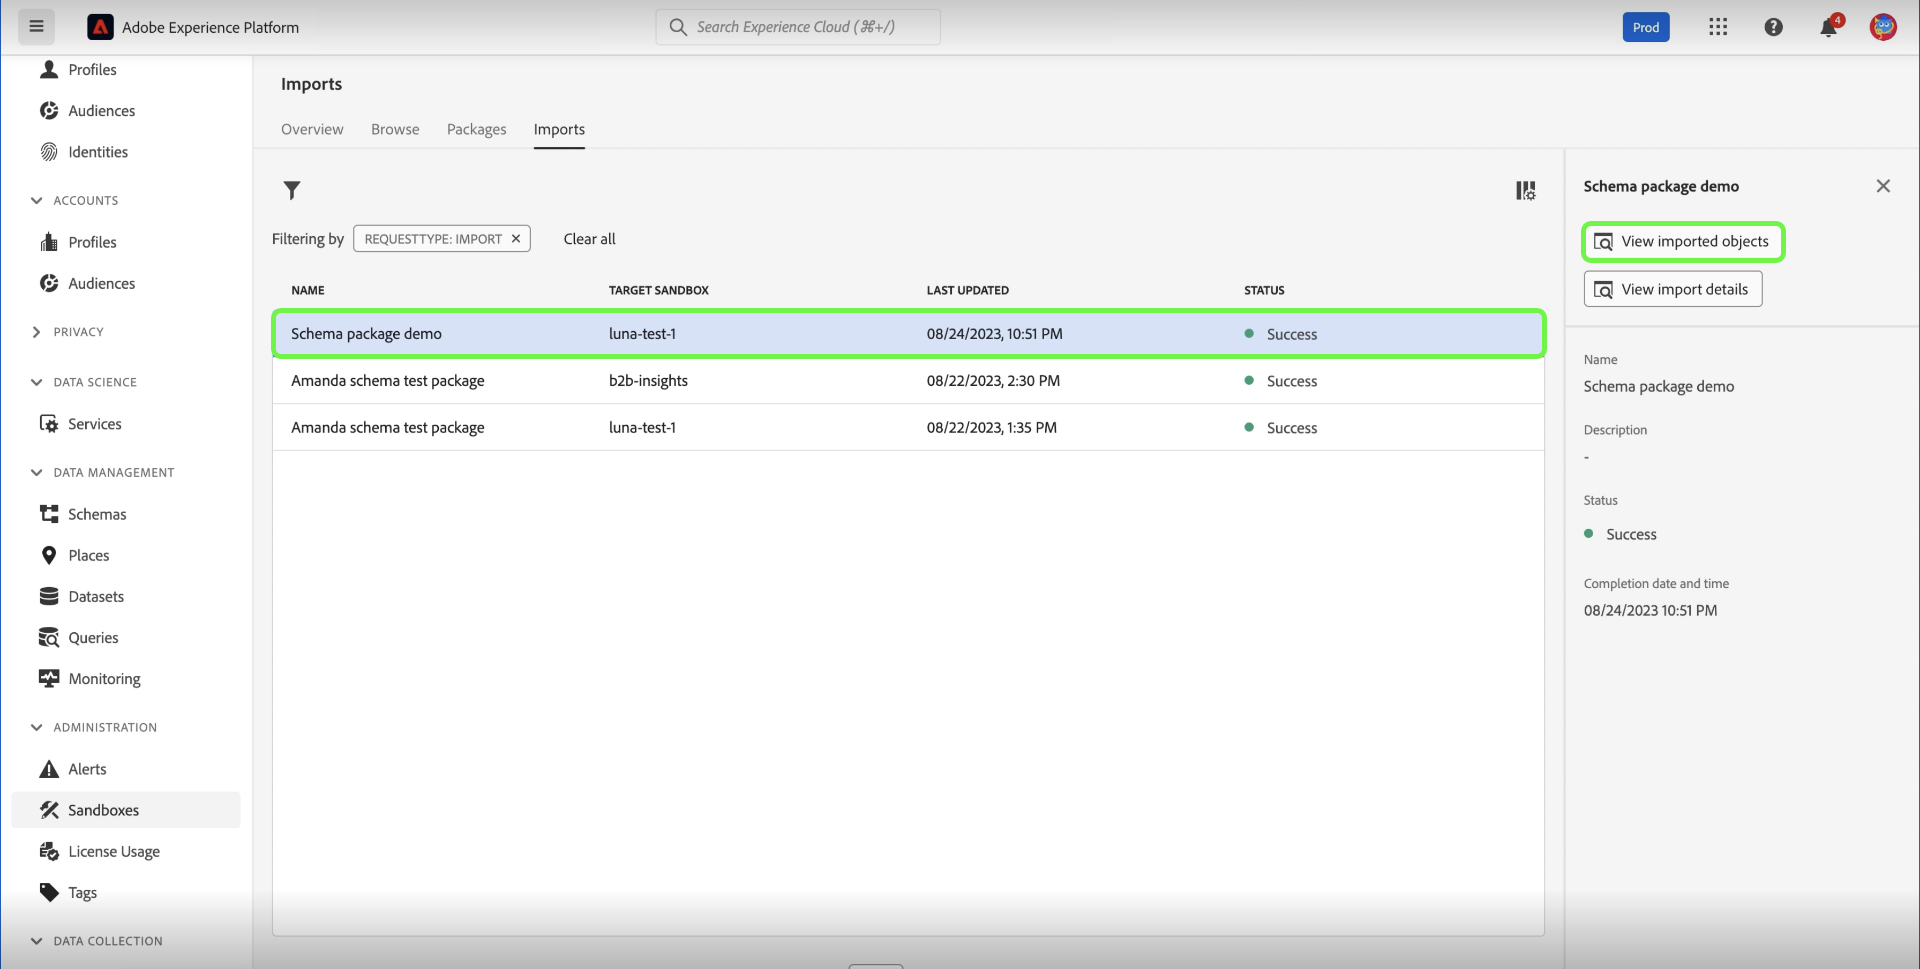 Adobe Experience Platform
Search Experience Cloud (⌘+/)
Prod
4
Profiles
Audiences
Identities
ACCOUNTS
Profiles
Audiences
PRIVACY
DATA SCIENCE
Services
DATA MANAGEMENT
Schemas
Places
Datasets
Queries
Monitoring
ADMINISTRATION
Alerts
Sandboxes
License Usage
Tags
DATA COLLECTION
Imports
Overview Browse Packages Imports
Filtering by REQUESTTYPE: IMPORT Clear all
NAME TARGET SANDBOX LAST UPDATED STATUS
Schema package demo luna-test-1 08/24/2023, 10:51 PM Success
Amanda schema test package b2b-insights 08/22/2023, 2:30 PM Success
Amanda schema test package luna-test-1 08/22/2023, 1:35 PM Success
Schema package demo
View imported objects
View import details
Name
Schema package demo
Description
-
Status
Success
Completion date and time
08/24/2023 10:51 PM